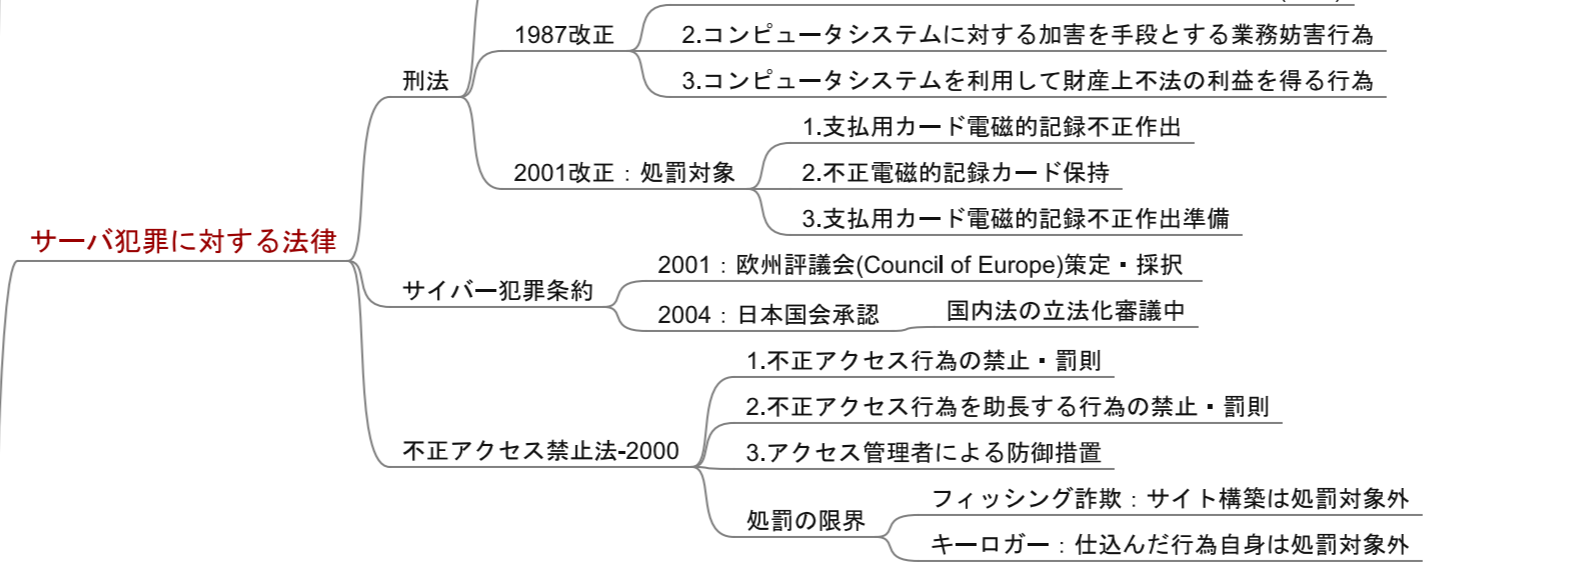 サーバ犯罪に対する法律
刑法
1987改正
2.コンピュータシステムに対する加害を手段とする業務妨害行為
3.コンピュータシステムを利用して財産上不法の利益を得る行為
2001改正：処罰対象
1.支払用カード電磁的記録不正作出
2.不正電磁的記録カード保持
3.支払用カード電磁的記録不正作出準備
サイバー犯罪条約
2001：欧州評議会(Council of Europe)策定・採択
2004：日本国会承認
国内法の立法化審議中
不正アクセス禁止法-2000
1.不正アクセス行為の禁止・罰則
2.不正アクセス行為を助長する行為の禁止・罰則
3.アクセス管理者による防御措置
処罰の限界
フィッシング詐欺：サイト構築は処罰対象外
キーロガー：仕込んだ行為自身は処罰対象外